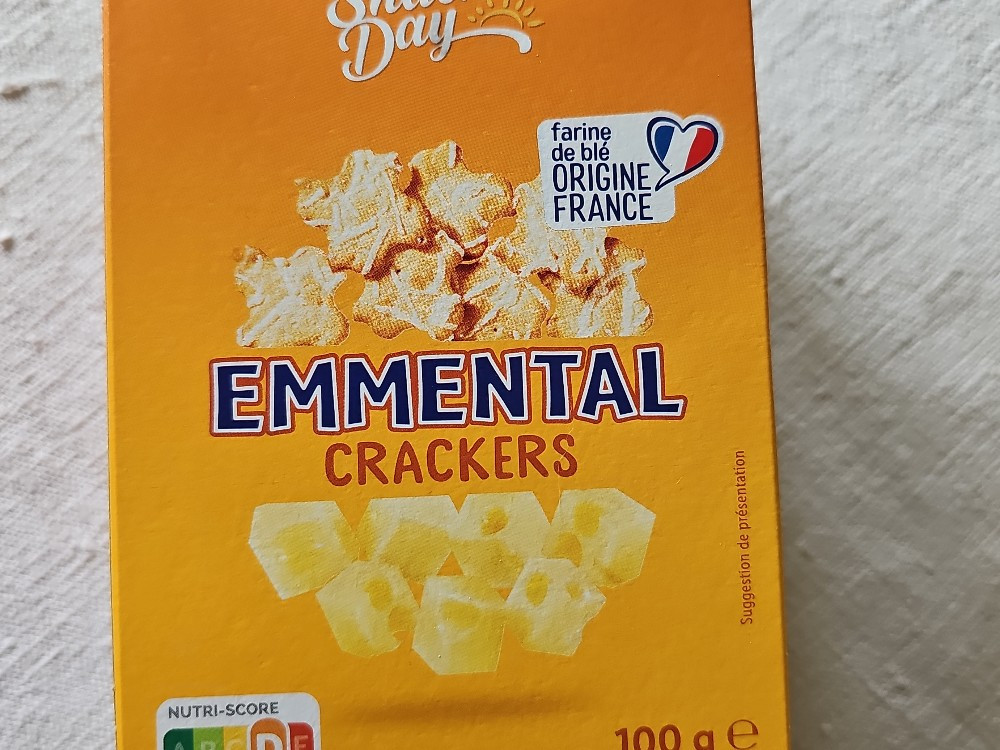 Day
farine
de blé
ORIGINE
FRANCE
EMMENTAL
CRACKERS
Suggestion de présentation
NUTRI-SCORE
A B C D E
100 g e